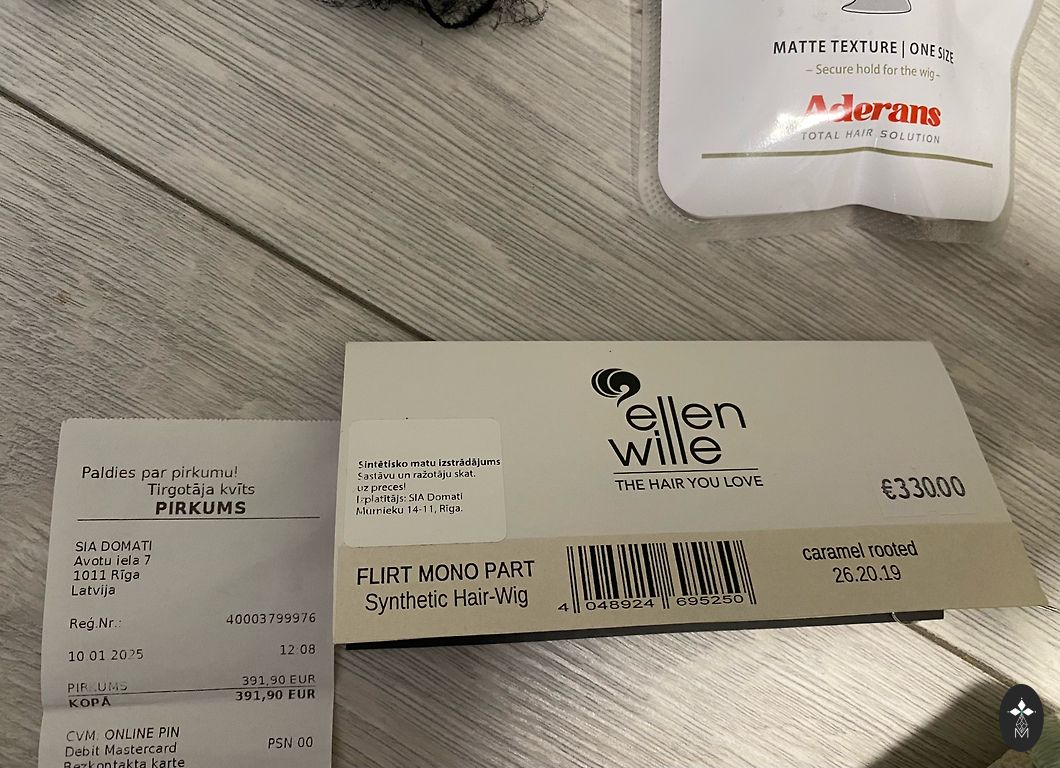 MATTE TEXTURE | ONE SIZE
– Secure hold for the wig –
Aderans
TOTAL HAIR SOLUTION
ellen
wille
THE HAIR YOU LOVE
€330.00
Sintētisko matu izstrādājums
Sastāvu un ražotāju skat.
uz preces!
Izplatītājs: SIA Domati
Murnieku 14-11, Rīga.
FLIRT MONO PART
Synthetic Hair-Wig
4 048924 695250
caramel rooted
26.20.19
Paldies par pirkumu!
Tirgotāja kvīts
PIRKUMS
SIA DOMATI
Avotu iela 7
1011 Rīga
Latvija
Reģ.Nr.: 40003799976
10.01.2025 12:08
PIRKUMS 391,90 EUR
KOPĀ 391,90 EUR
CVM: ONLINE PIN
Debit Mastercard PSN 00
Bezkontakta karte
M